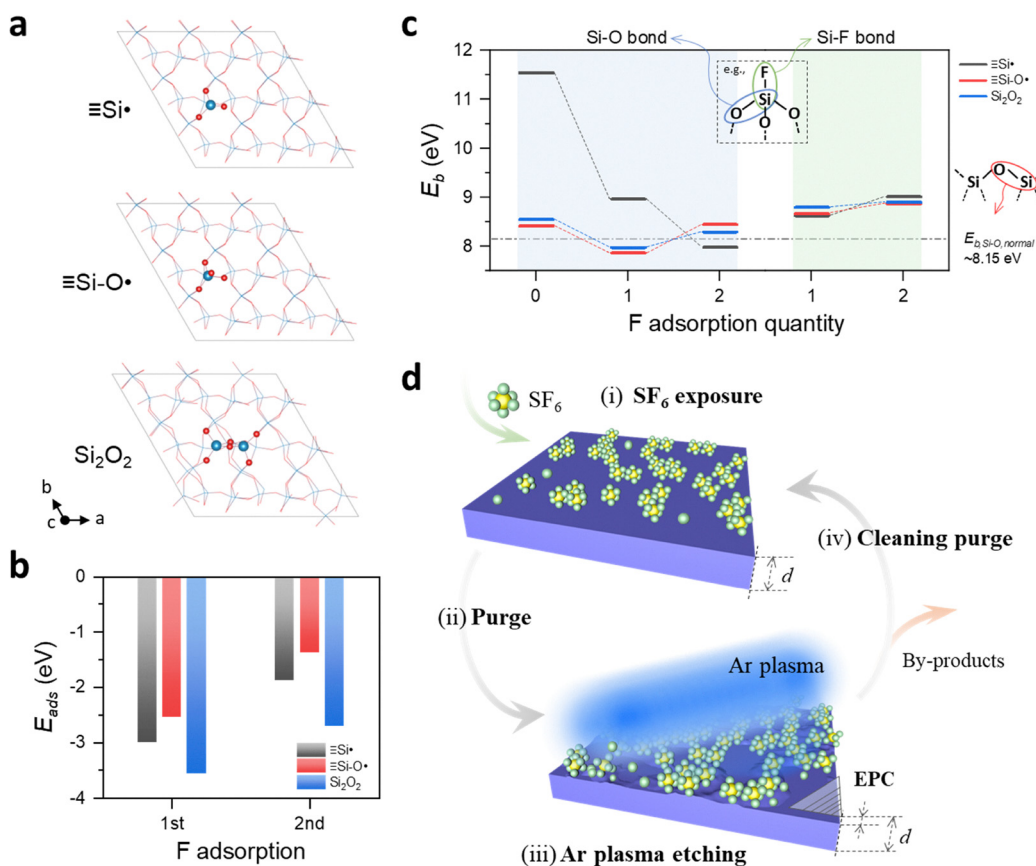 a
≡Si•
≡Si-O•
Si₂O₂
b
c
a
b
0
-1
-2
-3
-4
E_ads (eV)
≡Si•
≡Si-O•
Si₂O₂
1st
2nd
F adsorption
c
Si-O bond
Si-F bond
12
11
10
9
8
E_b (eV)
e.g.,
F
Si
O
O
O
≡Si•
≡Si-O•
Si₂O₂
O
Si
Si
E_b,Si-O,normal
~8.15 eV
0
1
2
1
2
F adsorption quantity
d
SF₆
(i) SF₆ exposure
(ii) Purge
(iv) Cleaning purge
d
Ar plasma
By-products
EPC
d
(iii) Ar plasma etching